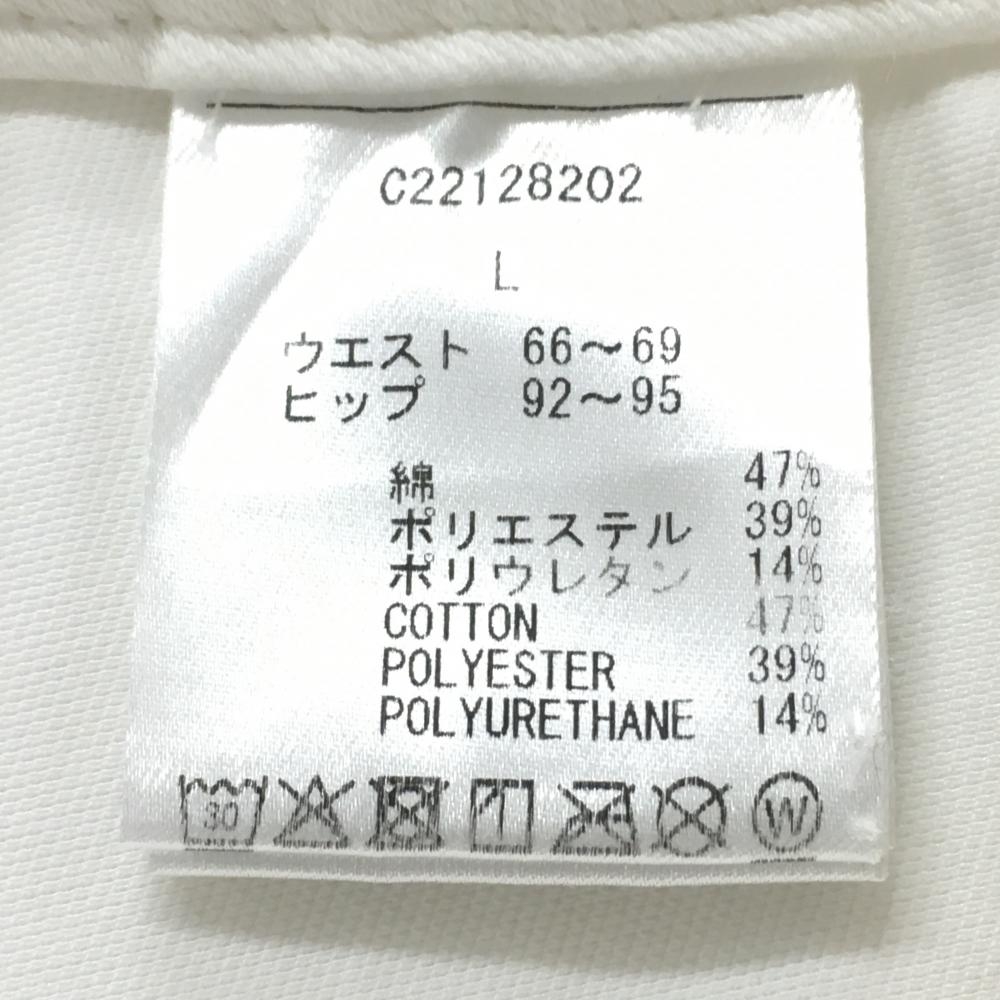 C22128202
L
ウエスト 66～69
ヒップ 92～95
綿 47%
ポリエステル 39%
ポリウレタン 14%
COTTON 47%
POLYESTER 39%
POLYURETHANE 14%
30 W